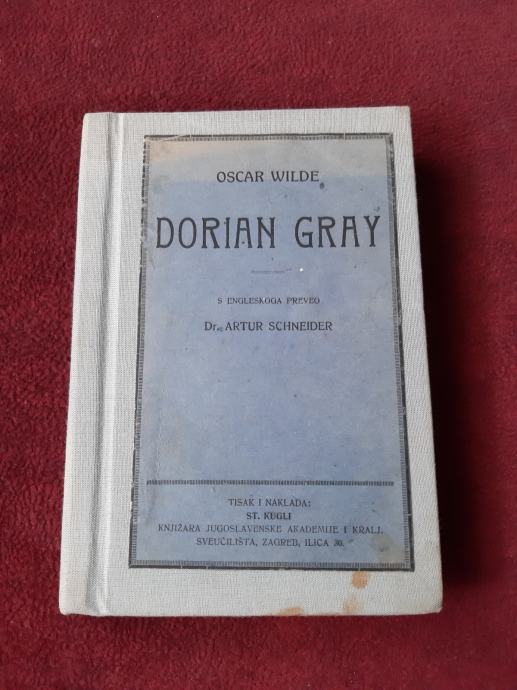 OSCAR WILDE
DORIAN GRAY
S ENGLESKOGA PREVEO
Dr. ARTUR SCHNEIDER
TISAK I NAKLADA:
ST. KUGLI
KNJIŽARA JUGOSLAVENSKE AKADEMIJE I KRALJ.
SVEUČILIŠTA, ZAGREB, ILICA 30.